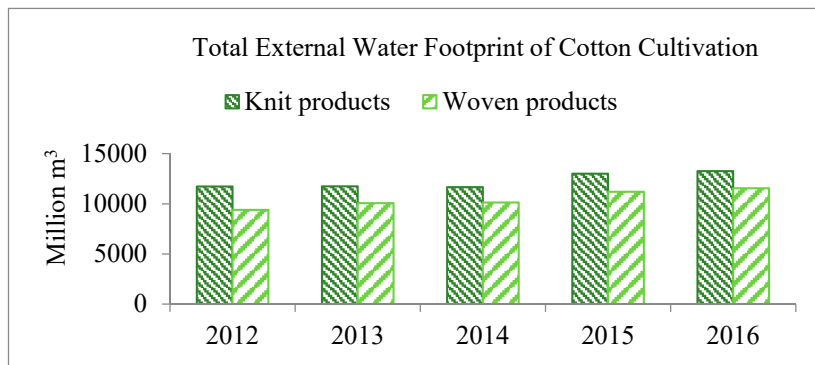 Total External Water Footprint of Cotton Cultivation
Knit products Woven products
Million m³
15000
10000
5000
0
2012 2013 2014 2015 2016